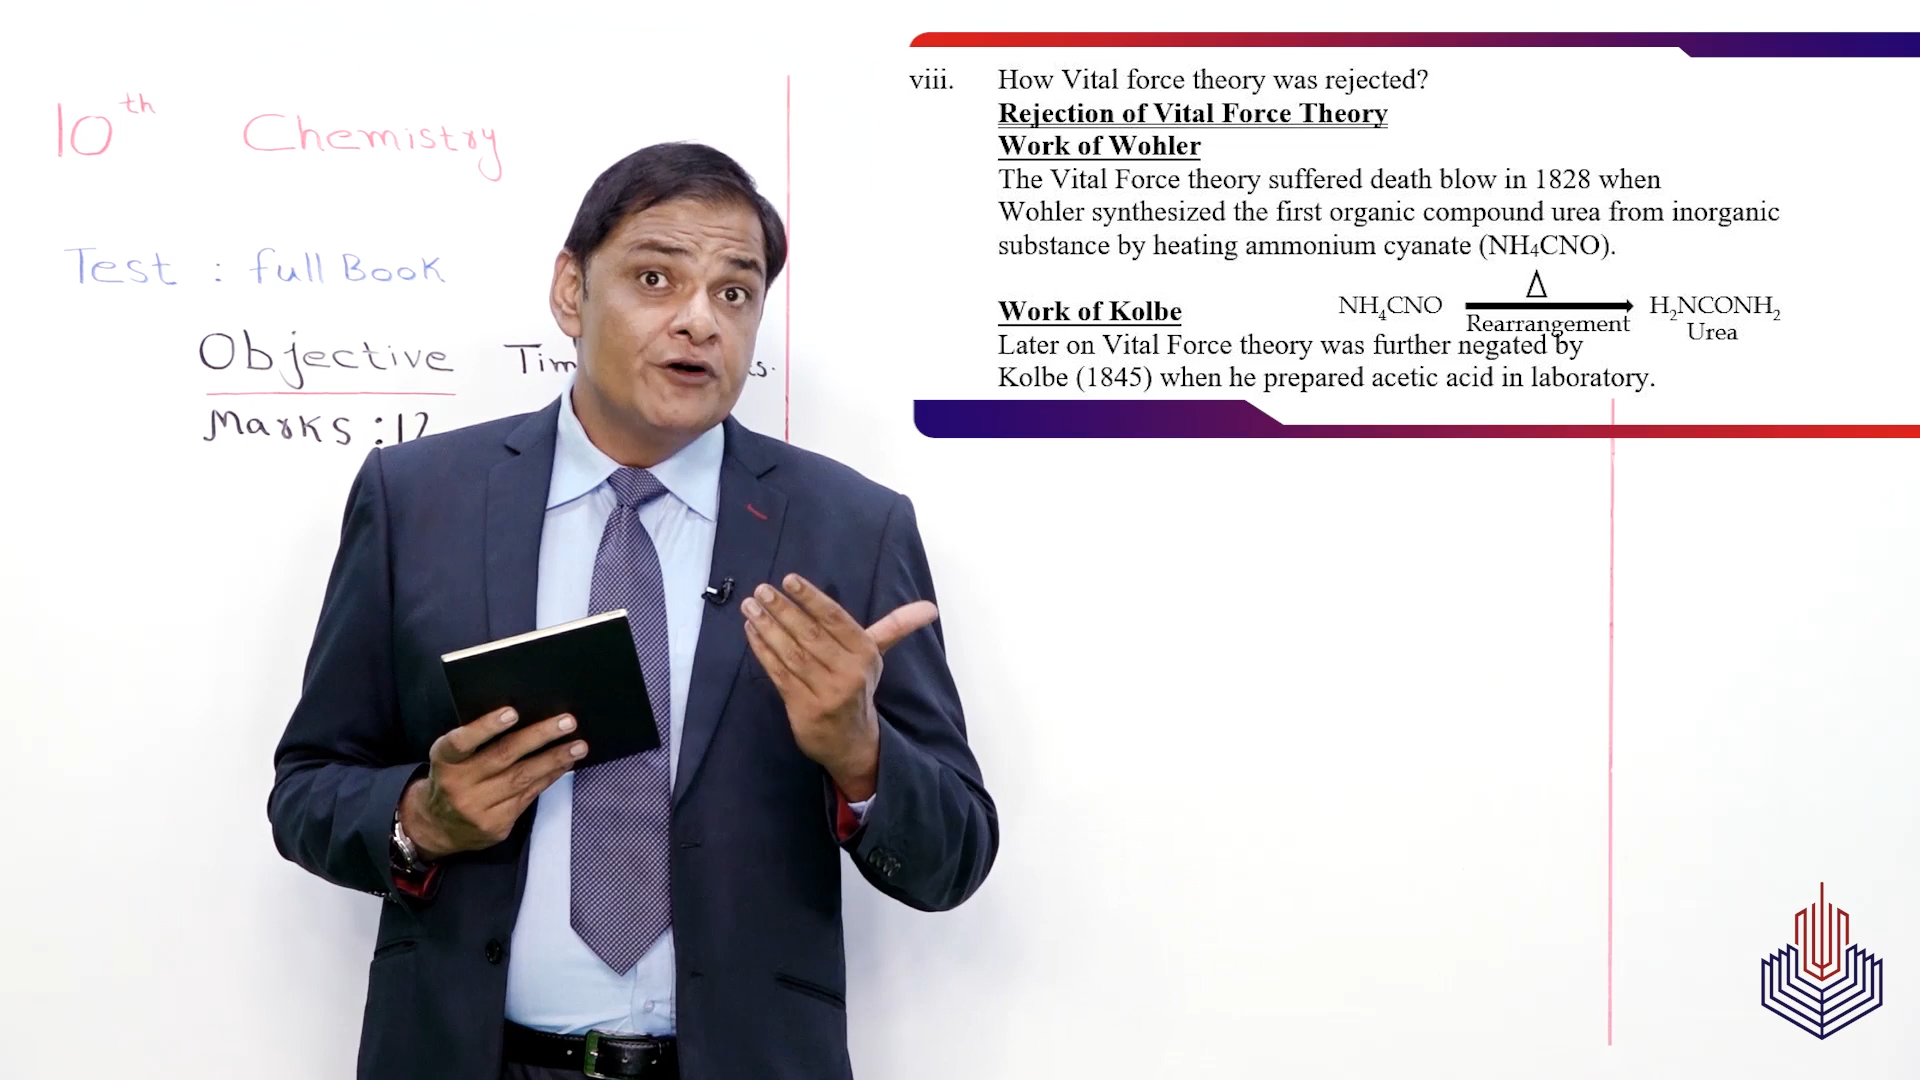 10th Chemistry
Test : full Book
Objective
Marks : 12
viii. How Vital force theory was rejected?
Rejection of Vital Force Theory
Work of Wohler
The Vital Force theory suffered death blow in 1828 when
Wohler synthesized the first organic compound urea from inorganic
substance by heating ammonium cyanate (NH₄CNO).
Δ
NH₄CNO H₂NCONH₂
Rearrangement Urea
Work of Kolbe
Later on Vital Force theory was further negated by
Kolbe (1845) when he prepared acetic acid in laboratory.